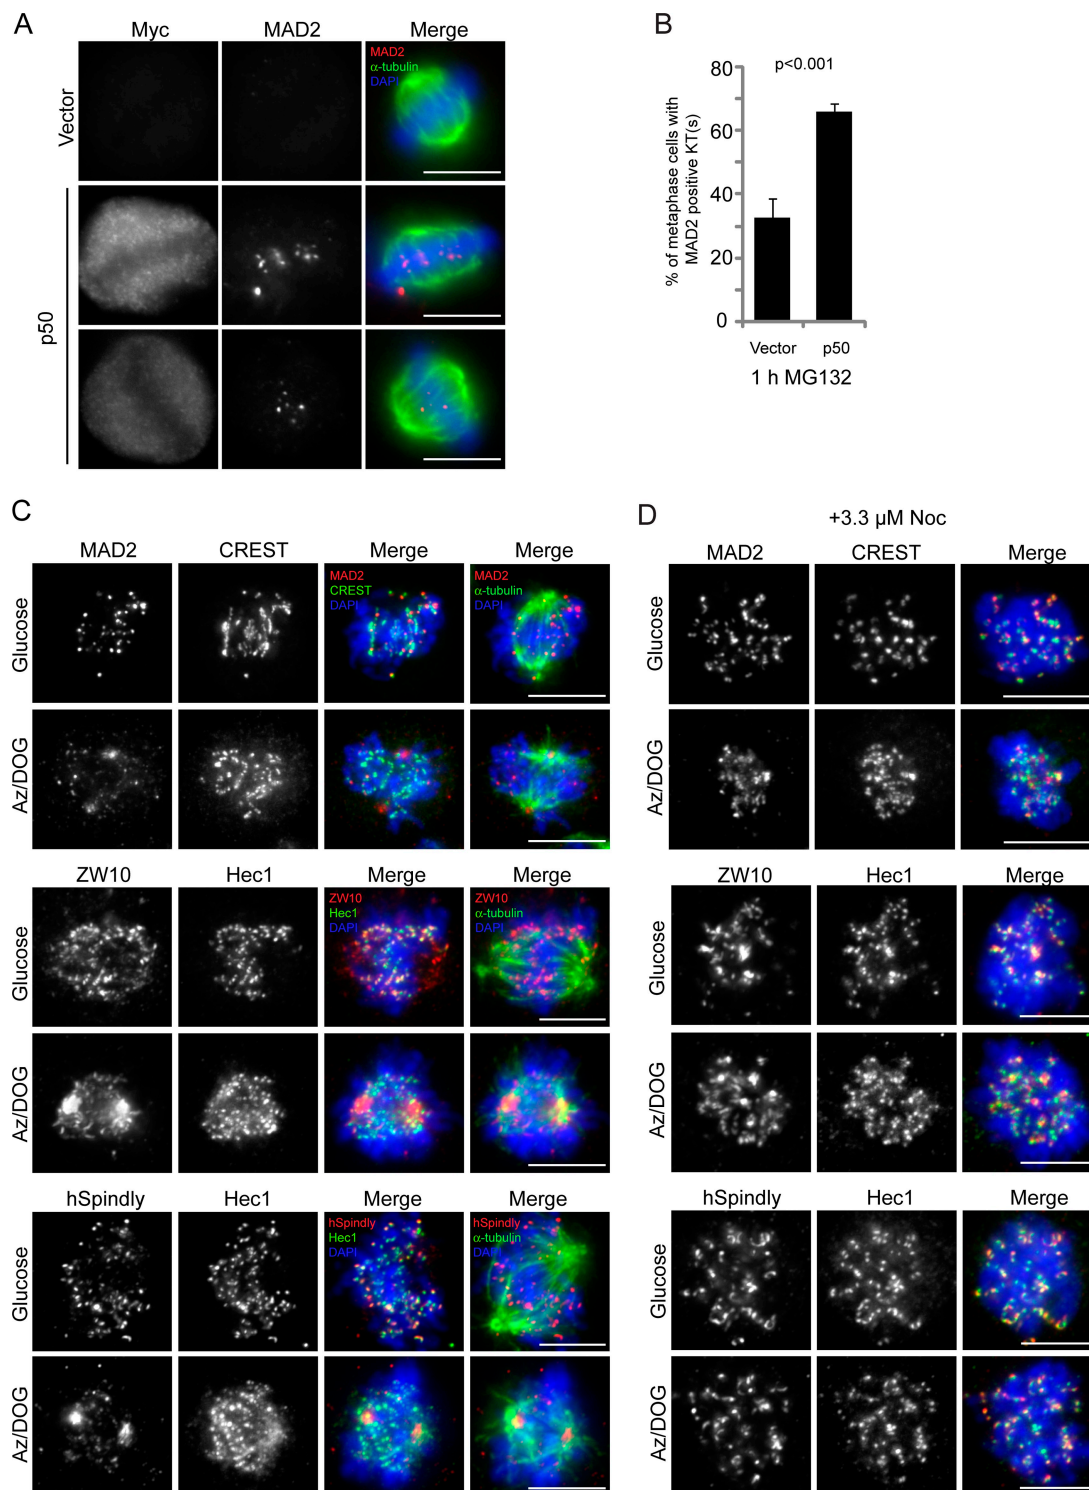 A
Myc MAD2 Merge
Vector
MAD2
α-tubulin
DAPI
p50
B
p<0.001
% of metaphase cells with
MAD2 positive KT(s)
80
60
40
20
0
Vector p50
1 h MG132
C
MAD2 CREST Merge Merge
Glucose
MAD2
CREST
DAPI
MAD2
α-tubulin
Az/DOG
ZW10 Hec1 Merge Merge
Glucose
ZW10
Hec1
DAPI
ZW10
α-tubulin
DAPI
Az/DOG
hSpindly Hec1 Merge Merge
Glucose
hSpindly
Hec1
DAPI
hSpindly
α-tubulin
DAPI
Az/DOG
D
+3.3 µM Noc
MAD2 CREST Merge
Glucose
Az/DOG
ZW10 Hec1 Merge
Glucose
Az/DOG
hSpindly Hec1 Merge
Glucose
Az/DOG